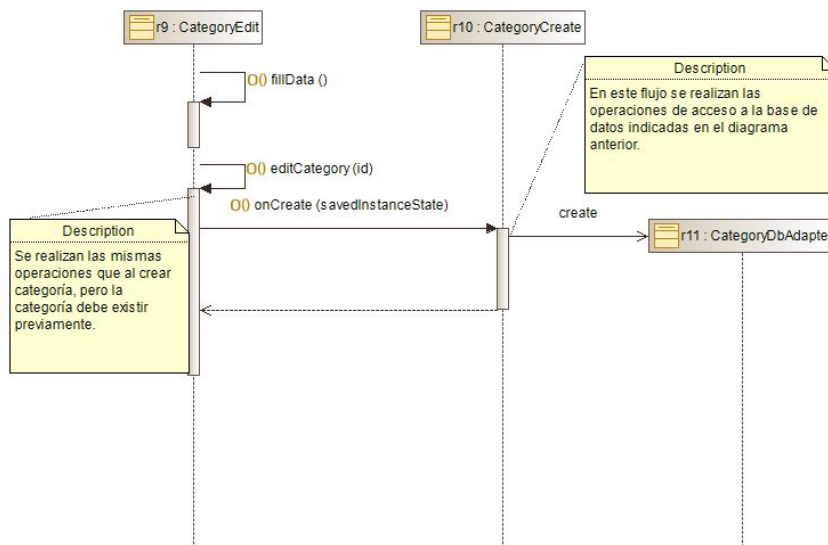 r9 : CategoryEdit
r10 : CategoryCreate
Description
En este flujo se realizan las
operaciones de acceso a la base de
datos indicadas en el diagrama
anterior.
O() fillData ()
O() editCategory (id)
O() onCreate (savedInstanceState)
create
r11 : CategoryDbAdapte
Description
Se realizan las mismas
operaciones que al crear
categoría, pero la
categoría debe existir
previamente.